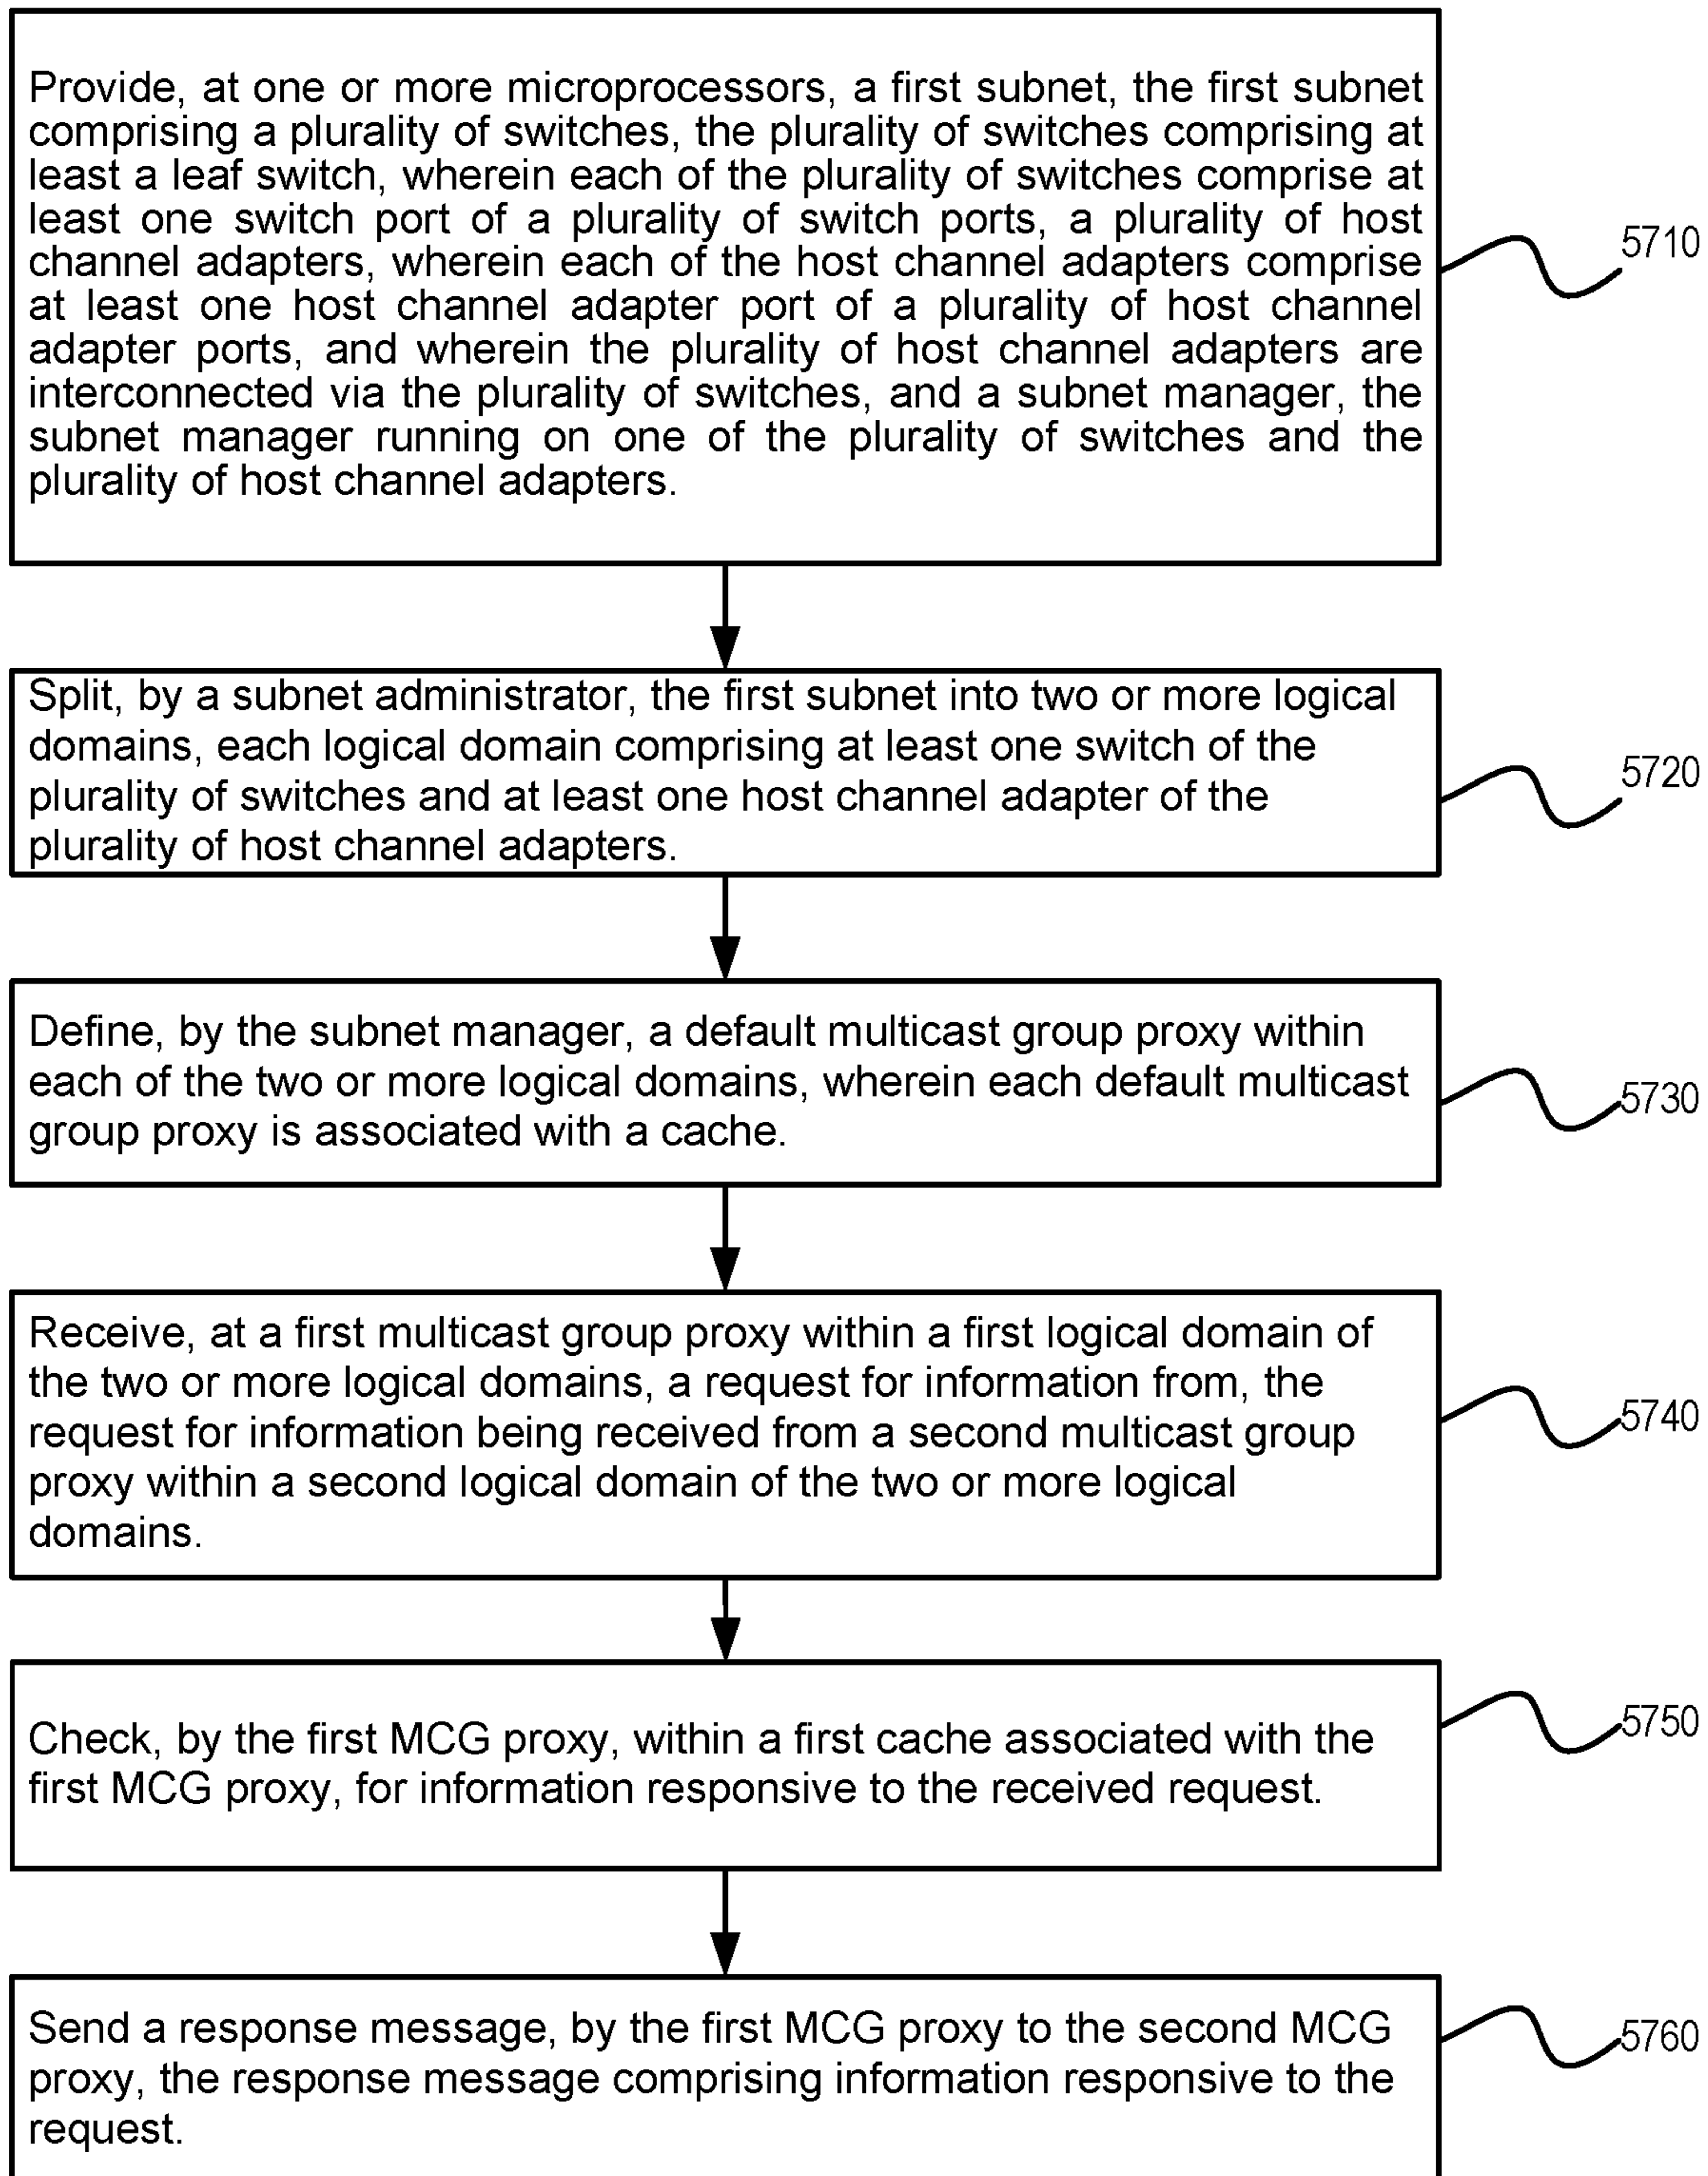 Provide, at one or more microprocessors, a first subnet, the first subnet
comprising a plurality of switches, the plurality of switches comprising at
least a leaf switch, wherein each of the plurality of switches comprise at
least one switch port of a plurality of switch ports, a plurality of host
channel adapters, wherein each of the host channel adapters comprise
at least one host channel adapter port of a plurality of host channel
adapter ports, and wherein the plurality of host channel adapters are
interconnected via the plurality of switches, and a subnet manager, the
subnet manager running on one of the plurality of switches and the
plurality of host channel adapters.
5710
Split, by a subnet administrator, the first subnet into two or more logical
domains, each logical domain comprising at least one switch of the
plurality of switches and at least one host channel adapter of the
plurality of host channel adapters.
5720
Define, by the subnet manager, a default multicast group proxy within
each of the two or more logical domains, wherein each default multicast
group proxy is associated with a cache.
5730
Receive, at a first multicast group proxy within a first logical domain of
the two or more logical domains, a request for information from, the
request for information being received from a second multicast group
proxy within a second logical domain of the two or more logical
domains.
5740
Check, by the first MCG proxy, within a first cache associated with the
first MCG proxy, for information responsive to the received request.
5750
Send a response message, by the first MCG proxy to the second MCG
proxy, the response message comprising information responsive to the
request.
5760